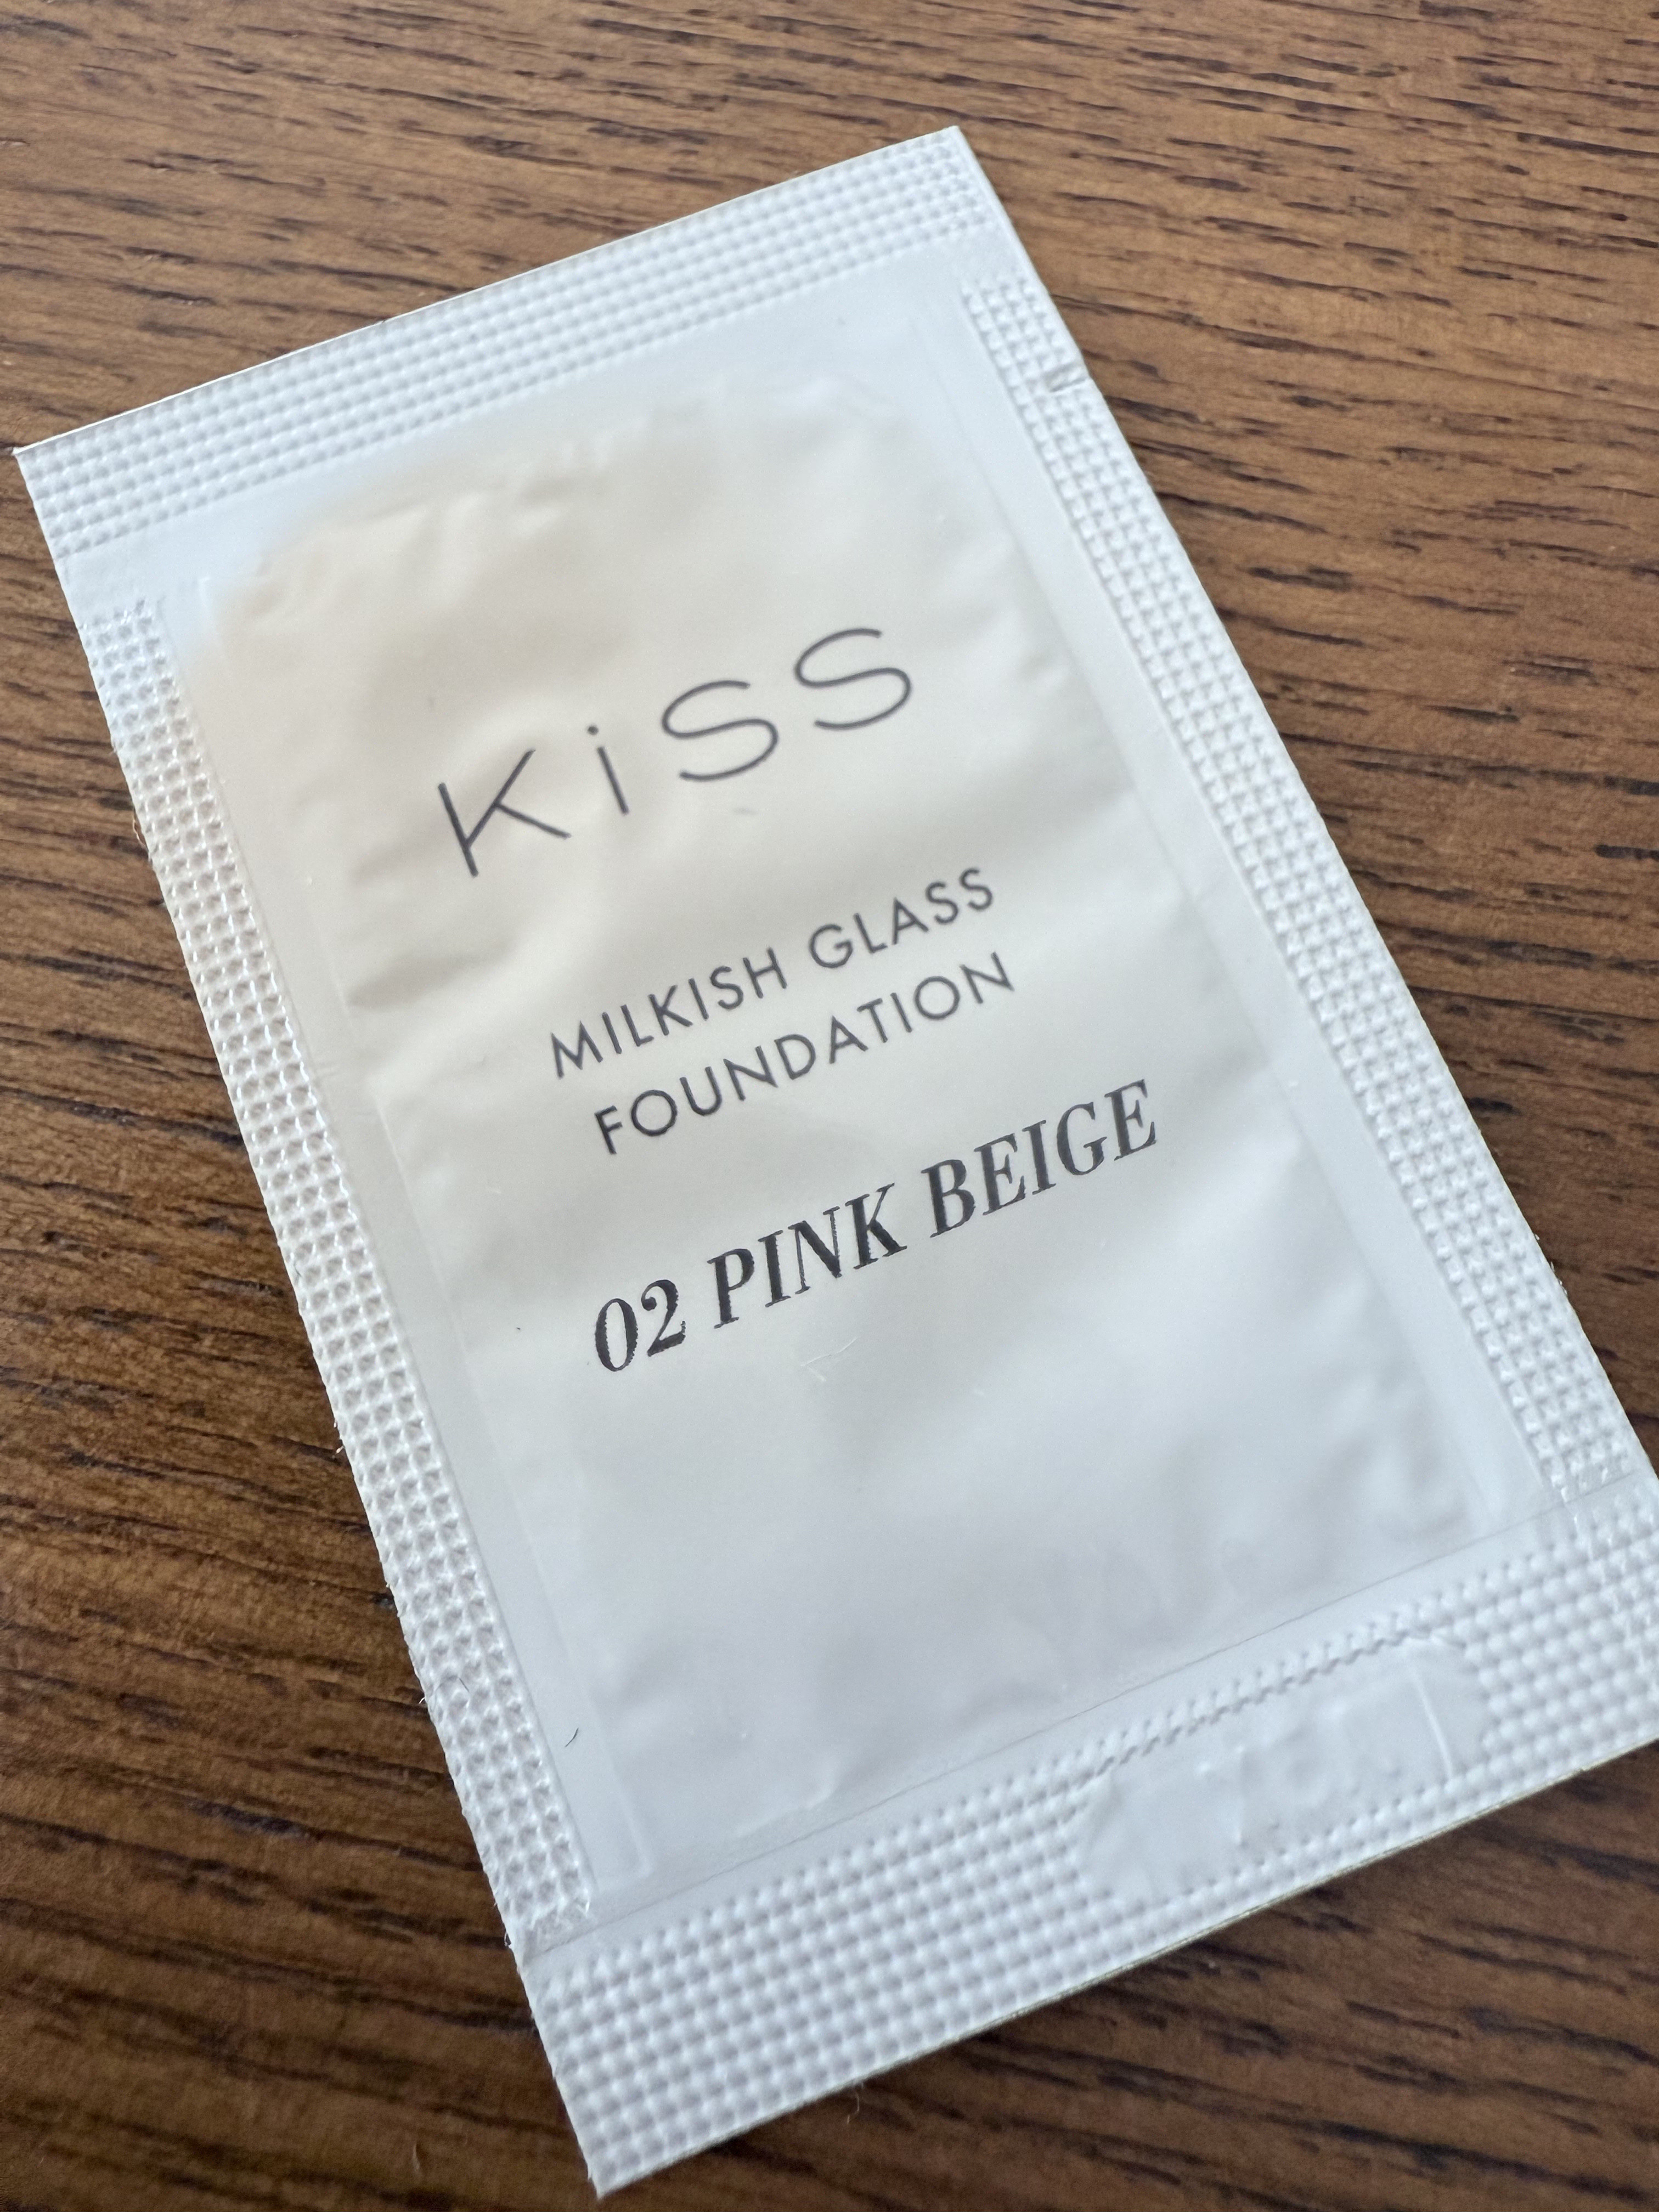 KiSS
MILKISH GLASS
FOUNDATION
02 PINK BEIGE